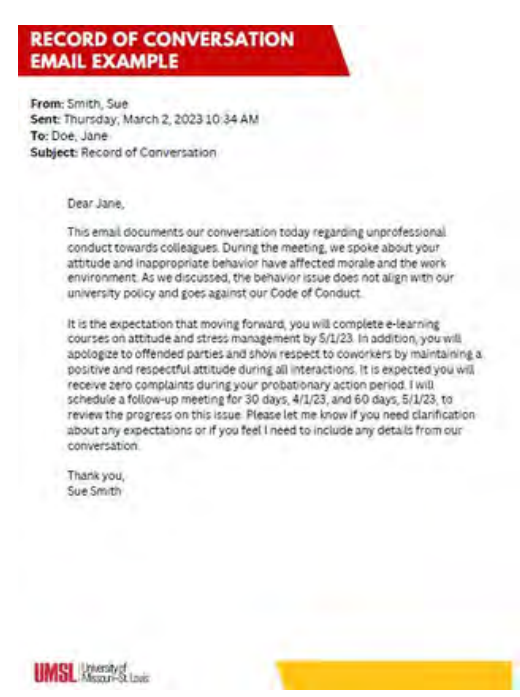 RECORD OF CONVERSATION
EMAIL EXAMPLE
From: Smith, Sue
Sent: Thursday, March 2, 2023 10:34 AM
To: Doe, Jane
Subject: Record of Conversation
Dear Jane,
This email documents our conversation today regarding unprofessional
conduct towards colleagues. During the meeting, we spoke about your
attitude and inappropriate behavior have affected morale and the work
environment. As we discussed, the behavior issue does not align with our
university policy and goes against our Code of Conduct.
It is the expectation that moving forward, you will complete e-learning
courses on attitude and stress management by 5/1/23. In addition, you will
apologize to offended parties and show respect to coworkers by maintaining a
positive and respectful attitude during all interactions. It is expected you will
receive zero complaints during your probationary action period. I will
schedule a follow-up meeting for 30 days, 4/1/23, and 60 days, 5/1/23, to
review the progress on this issue. Please let me know if you need clarification
about any expectations or if you feel I need to include any details from our
conversation.
Thank you,
Sue Smith
UMSL University of
Missouri–St. Louis